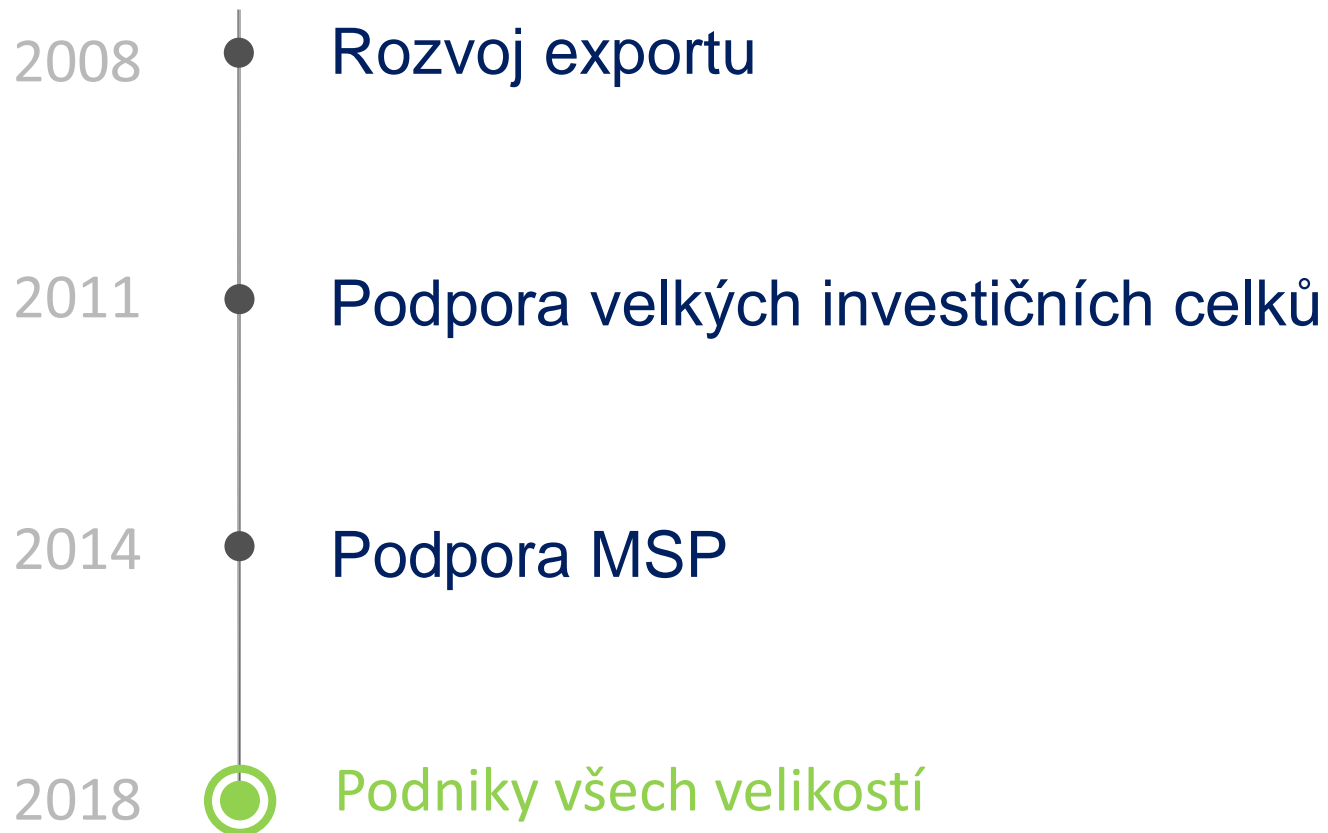 2008 Rozvoj exportu
2011 Podpora velkých investičních celků
2014 Podpora MSP
2018 Podniky všech velikostí